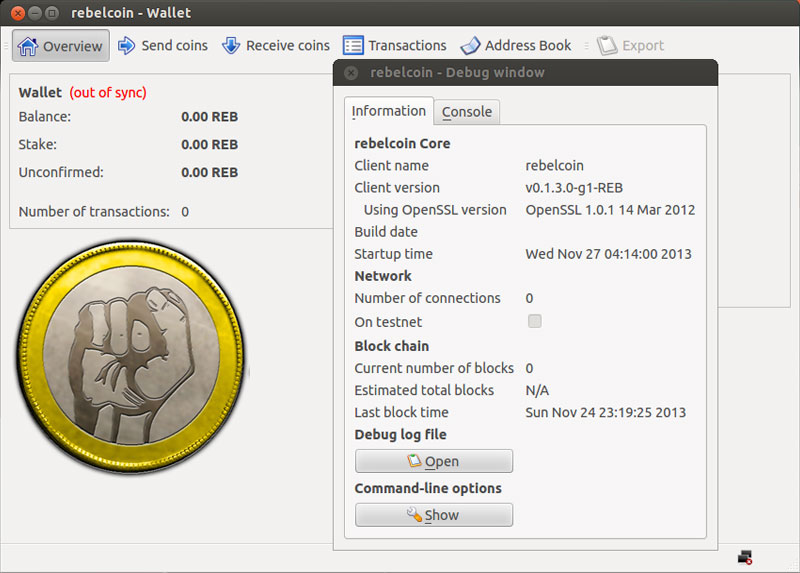 rebelcoin - Wallet
Overview Send coins Receive coins Transactions Address Book Export
Wallet (out of sync)
Balance: 0.00 REB
Stake: 0.00 REB
Unconfirmed: 0.00 REB
Number of transactions: 0
rebelcoin - Debug window
Information Console
rebelcoin Core
Client name rebelcoin
Client version v0.1.3.0-g1-REB
Using OpenSSL version OpenSSL 1.0.1 14 Mar 2012
Build date
Startup time Wed Nov 27 04:14:00 2013
Network
Number of connections 0
On testnet
Block chain
Current number of blocks 0
Estimated total blocks N/A
Last block time Sun Nov 24 23:19:25 2013
Debug log file
Open
Command-line options
Show